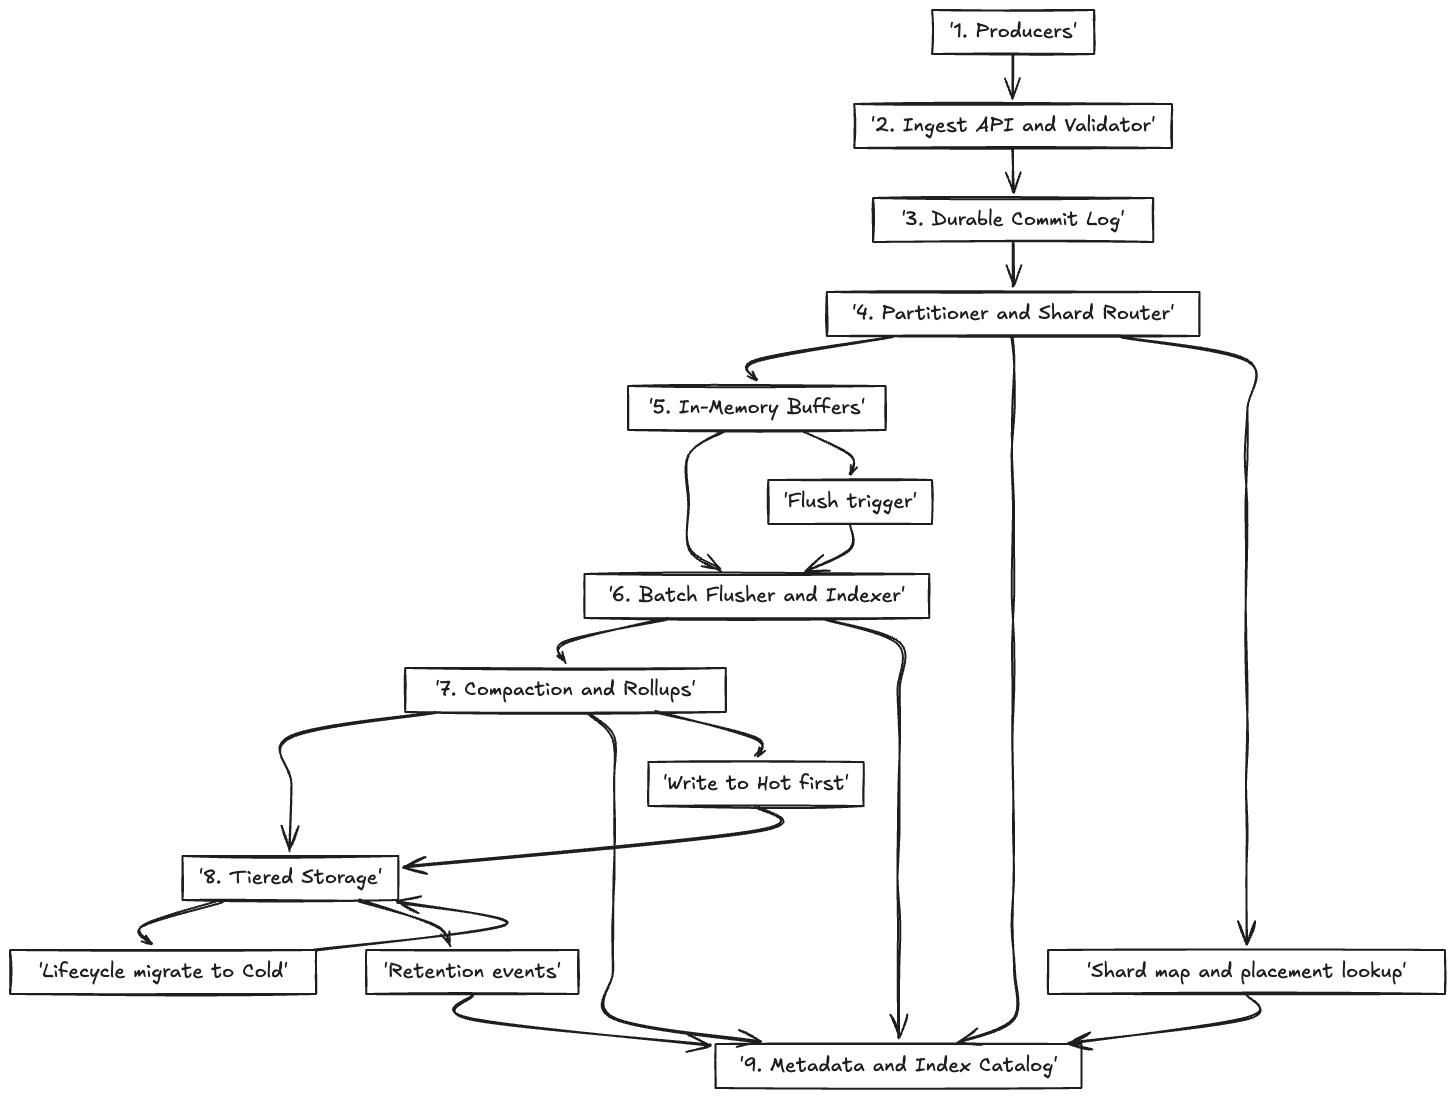 '1. Producers'
'2. Ingest API and Validator'
'3. Durable Commit Log'
'4. Partitioner and Shard Router'
'5. In-Memory Buffers'
'Flush trigger'
'6. Batch Flusher and Indexer'
'7. Compaction and Rollups'
'Write to Hot first'
'8. Tiered Storage'
'Lifecycle migrate to Cold'
'Retention events'
'Shard map and placement lookup'
'9. Metadata and Index Catalog'